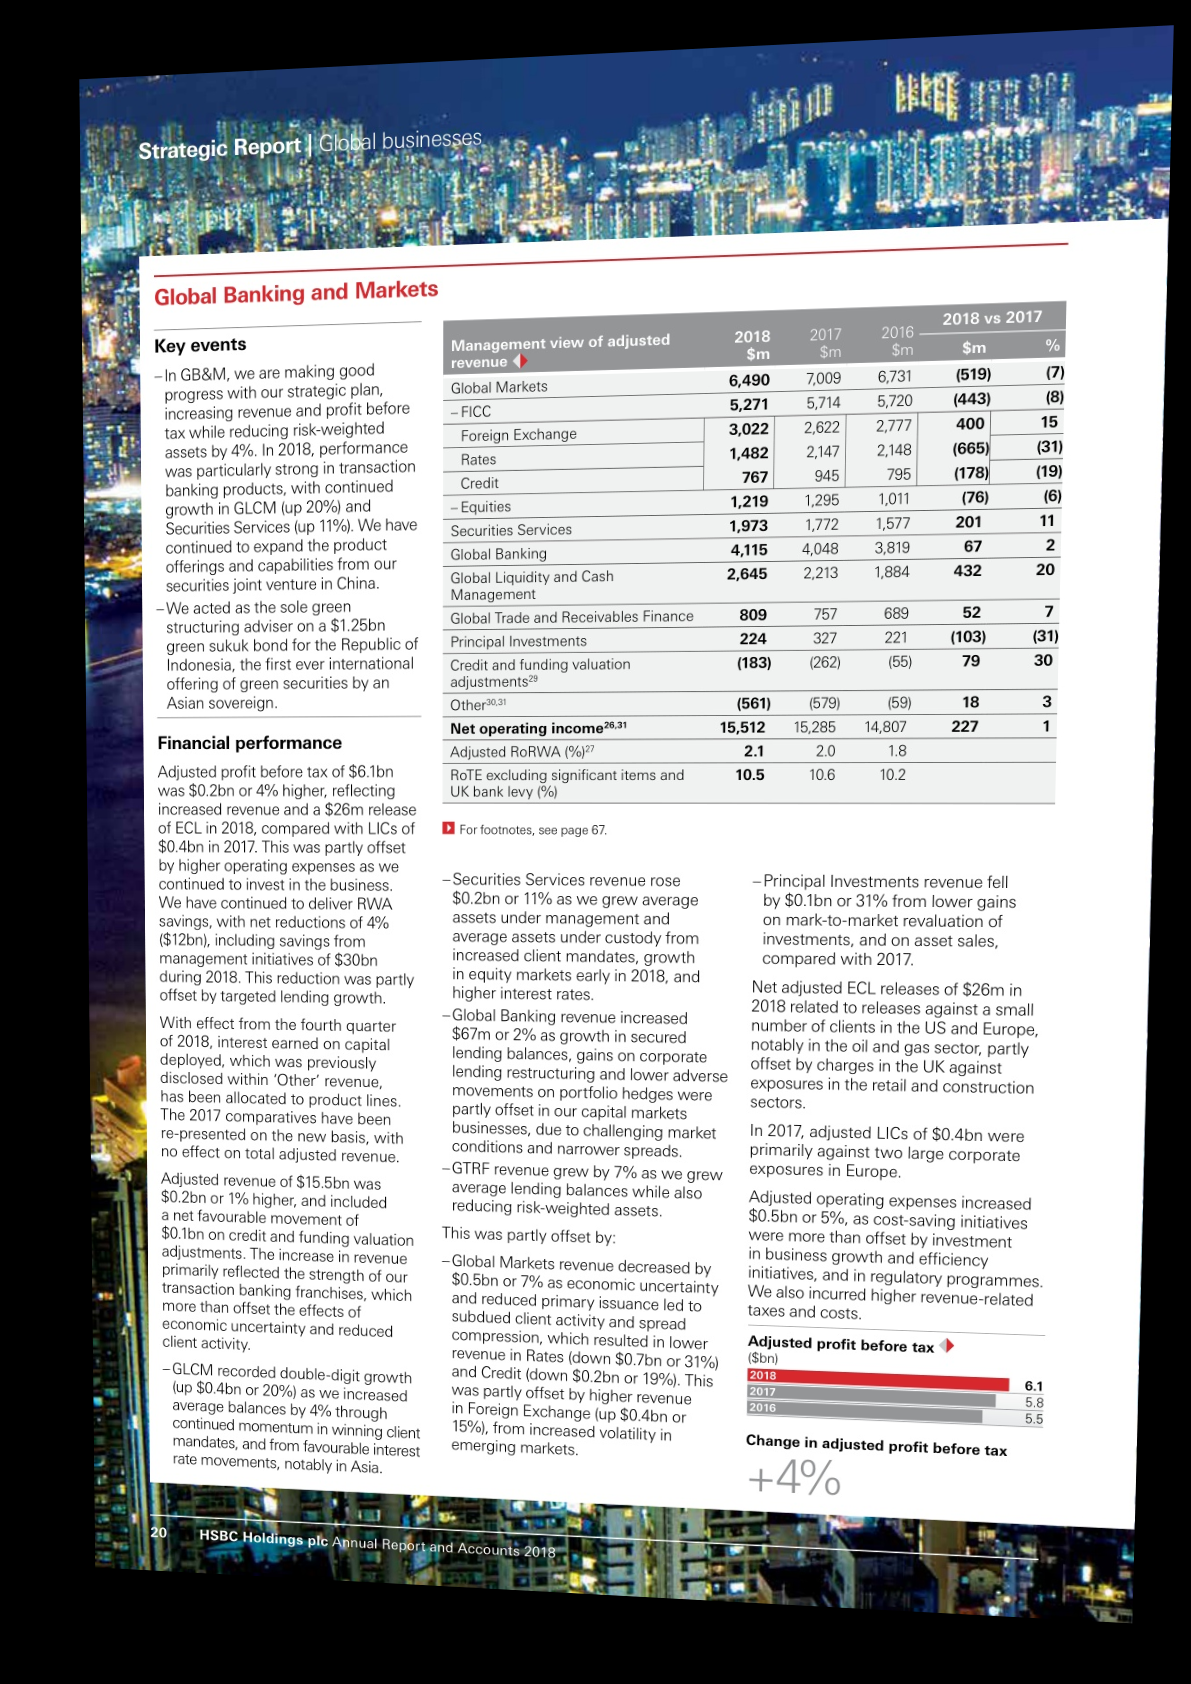 Strategic Report | Global businesses
Global Banking and Markets
Key events
– In GB&M, we are making good
progress with our strategic plan,
increasing revenue and profit before
tax while reducing risk-weighted
assets by 4%. In 2018, performance
was particularly strong in transaction
banking products, with continued
growth in GLCM (up 20%) and
Securities Services (up 11%). We have
continued to expand the product
offerings and capabilities from our
securities joint venture in China.
– We acted as the sole green
structuring adviser on a $1.25bn
green sukuk bond for the Republic of
Indonesia, the first ever international
offering of green securities by an
Asian sovereign.
Financial performance
Adjusted profit before tax of $6.1bn
was $0.2bn or 4% higher, reflecting
increased revenue and a $26m release
of ECL in 2018, compared with LICs of
$0.4bn in 2017. This was partly offset
by higher operating expenses as we
continued to invest in the business.
We have continued to deliver RWA
savings, with net reductions of 4%
($12bn), including savings from
management initiatives of $30bn
during 2018. This reduction was partly
offset by targeted lending growth.
With effect from the fourth quarter
of 2018, interest earned on capital
deployed, which was previously
disclosed within ‘Other’ revenue,
has been allocated to product lines.
The 2017 comparatives have been
re-presented on the new basis, with
no effect on total adjusted revenue.
Adjusted revenue of $15.5bn was
$0.2bn or 1% higher, and included
a net favourable movement of
$0.1bn on credit and funding valuation
adjustments. The increase in revenue
primarily reflected the strength of our
transaction banking franchises, which
more than offset the effects of
economic uncertainty and reduced
client activity.
– GLCM recorded double-digit growth
(up $0.4bn or 20%) as we increased
average balances by 4% through
continued momentum in winning client
mandates, and from favourable interest
rate movements, notably in Asia.
Management view of adjusted revenue 2018 $m 2017 $m 2016 $m 2018 vs 2017 $m %
Global Markets 6,490 7,009 6,731 (519) (7)
– FICC 5,271 5,714 5,720 (443) (8)
Foreign Exchange 3,022 2,622 2,777 400 15
Rates 1,482 2,147 2,148 (665) (31)
Credit 767 945 795 (178) (19)
– Equities 1,219 1,295 1,011 (76) (6)
Securities Services 1,973 1,772 1,577 201 11
Global Banking 4,115 4,048 3,819 67 2
Global Liquidity and Cash Management 2,645 2,213 1,884 432 20
Global Trade and Receivables Finance 809 757 689 52 7
Principal Investments 224 327 221 (103) (31)
Credit and funding valuation adjustments29 (183) (262) (55) 79 30
Other30,31 (561) (579) (59) 18 3
Net operating income26,31 15,512 15,285 14,807 227 1
Adjusted RoRWA (%)27 2.1 2.0 1.8
RoTE excluding significant items and UK bank levy (%) 10.5 10.6 10.2
For footnotes, see page 67.
– Securities Services revenue rose
$0.2bn or 11% as we grew average
assets under management and
average assets under custody from
increased client mandates, growth
in equity markets early in 2018, and
higher interest rates.
– Global Banking revenue increased
$67m or 2% as growth in secured
lending balances, gains on corporate
lending restructuring and lower adverse
movements on portfolio hedges were
partly offset in our capital markets
businesses, due to challenging market
conditions and narrower spreads.
– GTRF revenue grew by 7% as we grew
average lending balances while also
reducing risk-weighted assets.
This was partly offset by:
– Global Markets revenue decreased by
$0.5bn or 7% as economic uncertainty
and reduced primary issuance led to
subdued client activity and spread
compression, which resulted in lower
revenue in Rates (down $0.7bn or 31%)
and Credit (down $0.2bn or 19%). This
was partly offset by higher revenue
in Foreign Exchange (up $0.4bn or
15%), from increased volatility in
emerging markets.
– Principal Investments revenue fell
by $0.1bn or 31% from lower gains
on mark-to-market revaluation of
investments, and on asset sales,
compared with 2017.
Net adjusted ECL releases of $26m in
2018 related to releases against a small
number of clients in the US and Europe,
notably in the oil and gas sector, partly
offset by charges in the UK against
exposures in the retail and construction
sectors.
In 2017, adjusted LICs of $0.4bn were
primarily against two large corporate
exposures in Europe.
Adjusted operating expenses increased
$0.5bn or 5%, as cost-saving initiatives
were more than offset by investment
in business growth and efficiency
initiatives, and in regulatory programmes.
We also incurred higher revenue-related
taxes and costs.
Adjusted profit before tax
($bn)
2018 6.1
2017 5.8
2016 5.5
Change in adjusted profit before tax
+4%
20 HSBC Holdings plc Annual Report and Accounts 2018